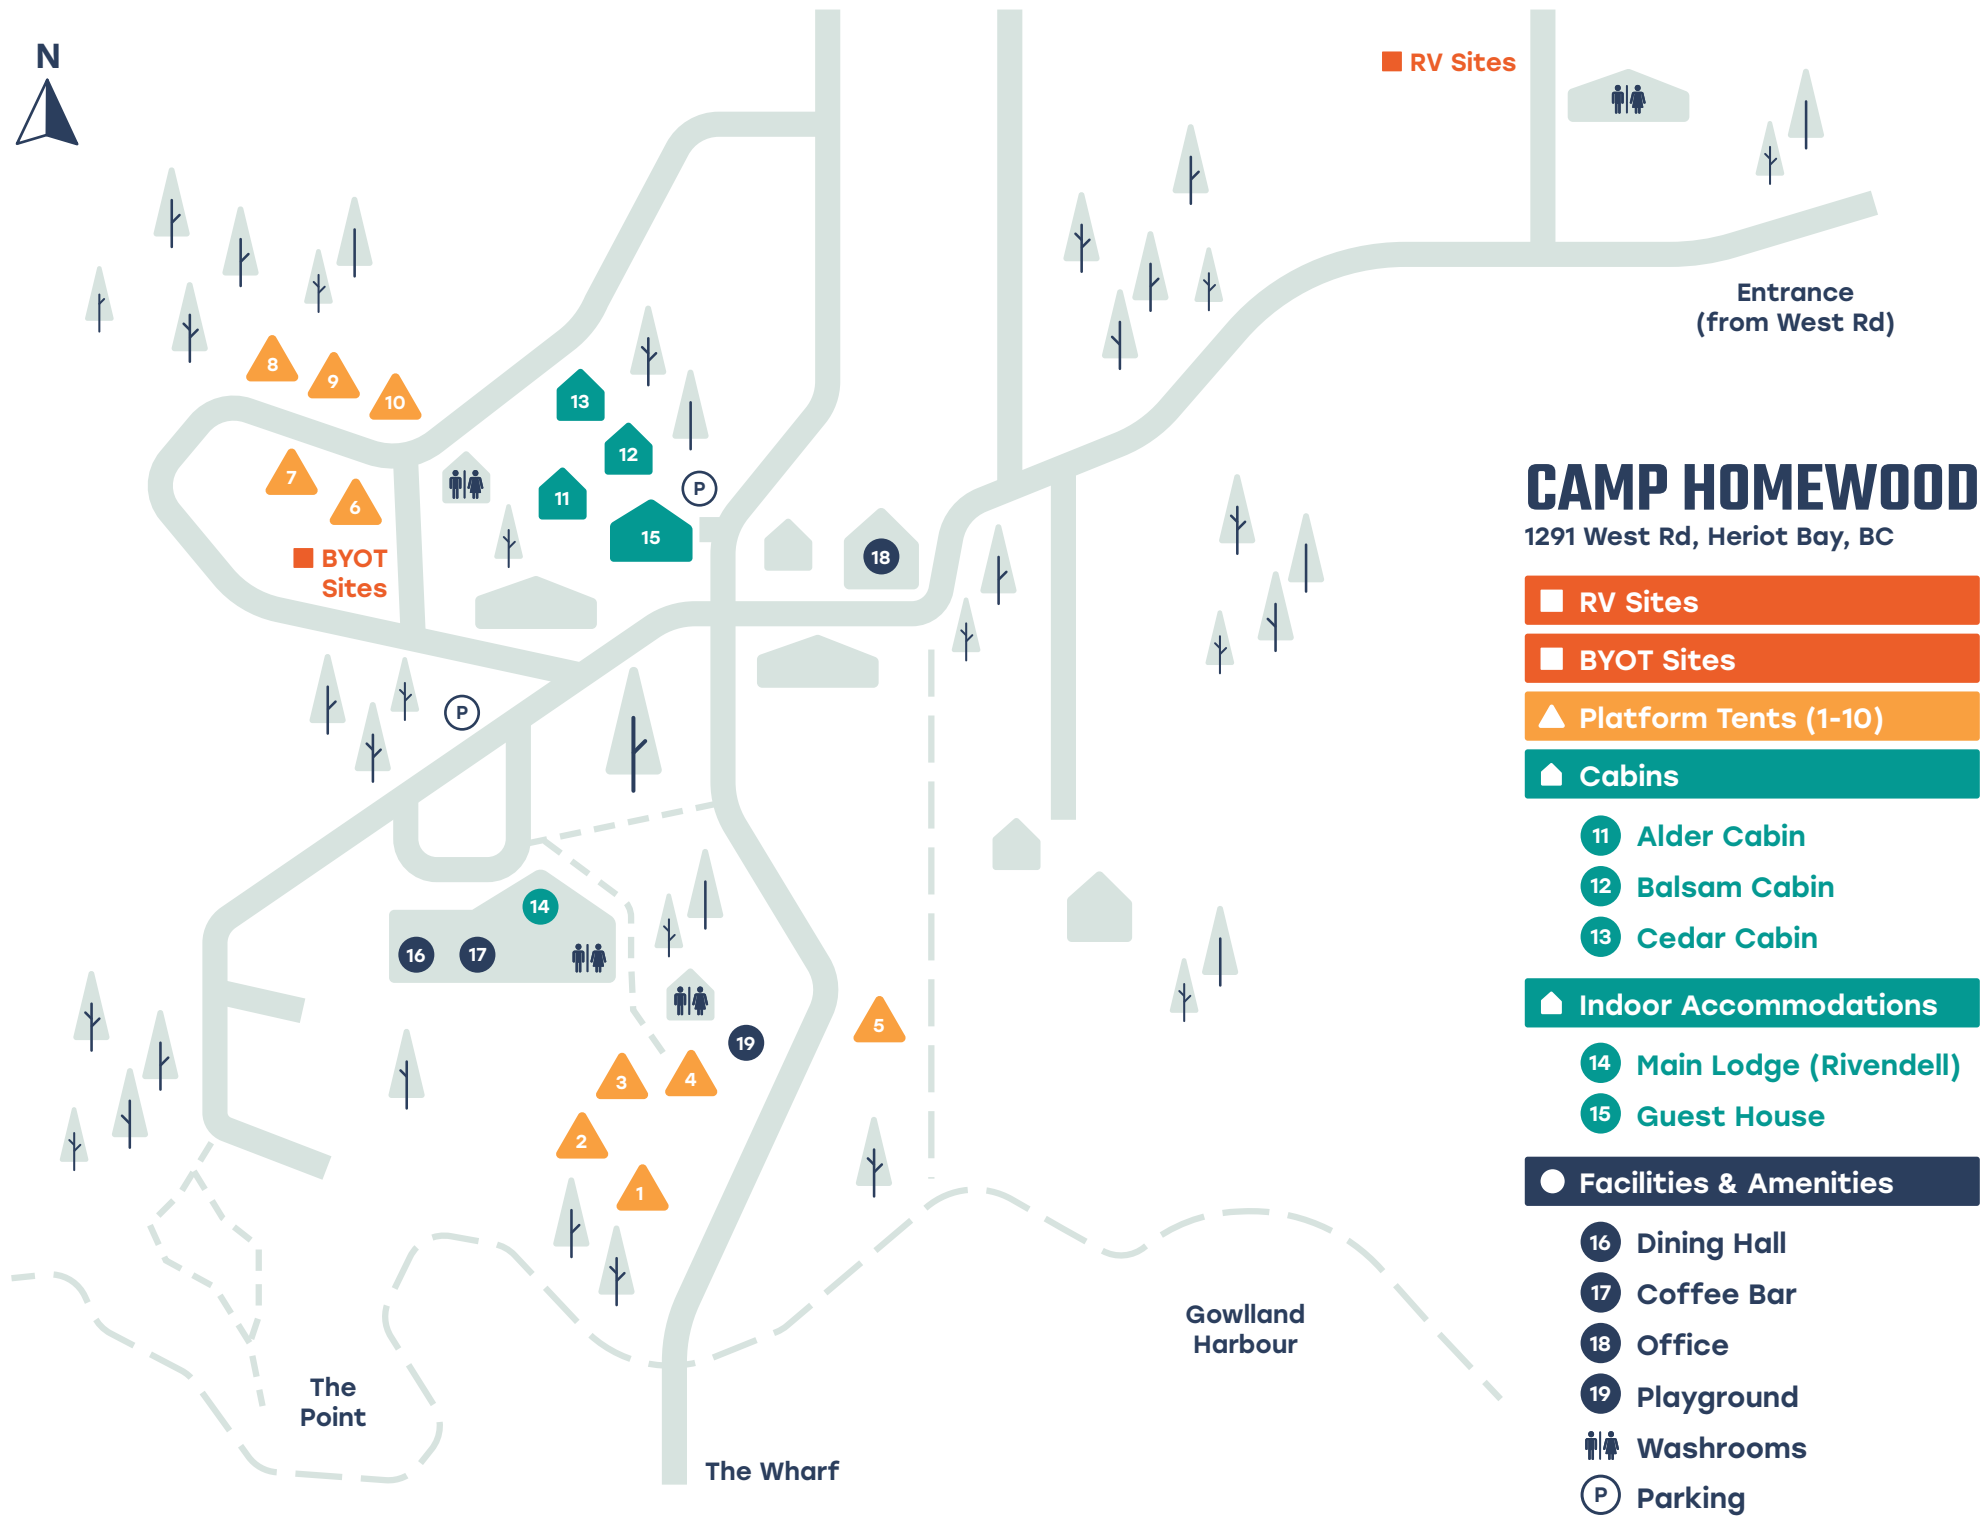 N
RV Sites
Entrance
(from West Rd)
8
9
10
13
12
7
11
P
6
15
18
BYOT
Sites
P
14
16
17
5
19
3
4
2
1
Gowlland
Harbour
The
Point
The Wharf
CAMP HOMEWOOD
1291 West Rd, Heriot Bay, BC
RV Sites
BYOT Sites
Platform Tents (1-10)
Cabins
11 Alder Cabin
12 Balsam Cabin
13 Cedar Cabin
Indoor Accommodations
14 Main Lodge (Rivendell)
15 Guest House
Facilities & Amenities
16 Dining Hall
17 Coffee Bar
18 Office
19 Playground
Washrooms
P Parking